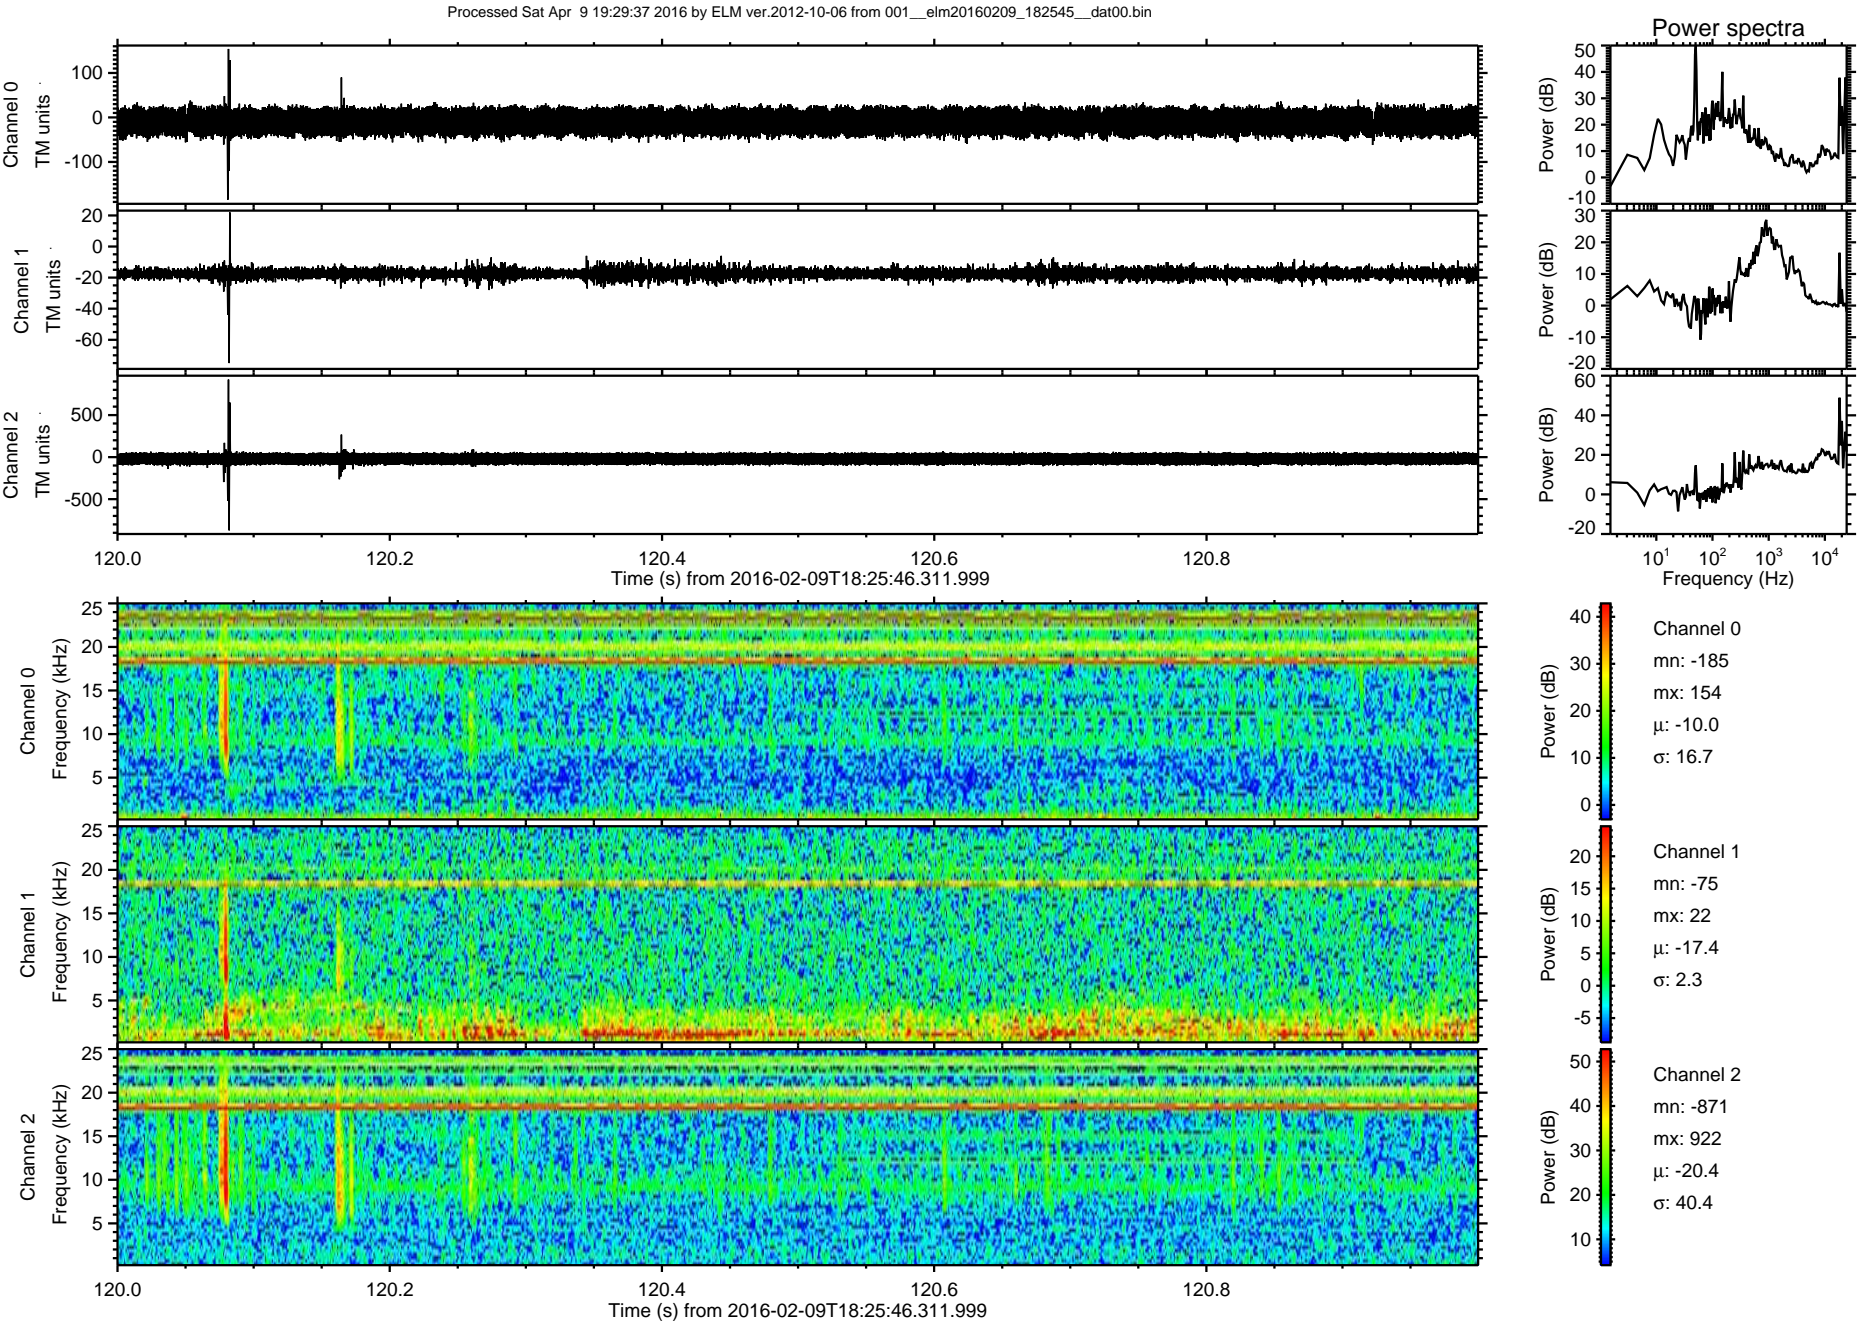 Processed Sat Apr 9 19:29:37 2016 by ELM ver.2012-10-06 from 001__elm20160209_182545__dat00.bin
Power spectra
Channel 0
TM units
100
0
-100
Power (dB)
50
40
30
20
10
0
-10
Channel 1
TM units
20
0
-20
-40
-60
Power (dB)
30
20
10
0
-10
-20
Channel 2
TM units
500
0
-500
Power (dB)
60
40
20
0
-20
120.0 120.2 120.4 120.6 120.8
Time (s) from 2016-02-09T18:25:46.311.999
10^1 10^2 10^3 10^4
Frequency (Hz)
Channel 0
Frequency (kHz)
25
20
15
10
5
Power (dB)
40
30
20
10
0
Channel 0
mn: -185
mx: 154
μ: -10.0
σ: 16.7
Channel 1
Frequency (kHz)
25
20
15
10
5
Power (dB)
20
15
10
5
0
-5
Channel 1
mn: -75
mx: 22
μ: -17.4
σ: 2.3
Channel 2
Frequency (kHz)
25
20
15
10
5
Power (dB)
50
40
30
20
10
Channel 2
mn: -871
mx: 922
μ: -20.4
σ: 40.4
120.0 120.2 120.4 120.6 120.8
Time (s) from 2016-02-09T18:25:46.311.999